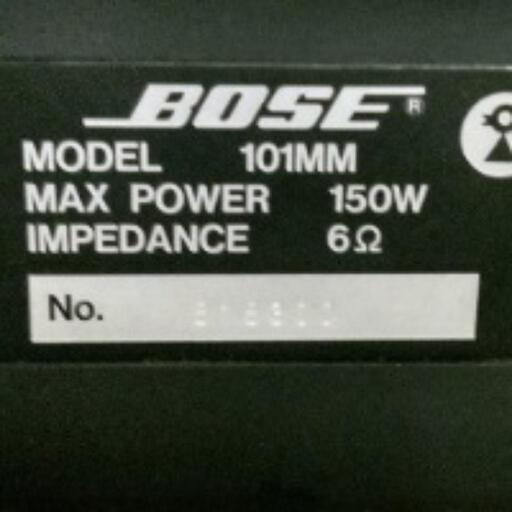 BOSE®
MODEL 101MM
MAX POWER 150W
IMPEDANCE 6Ω
No.